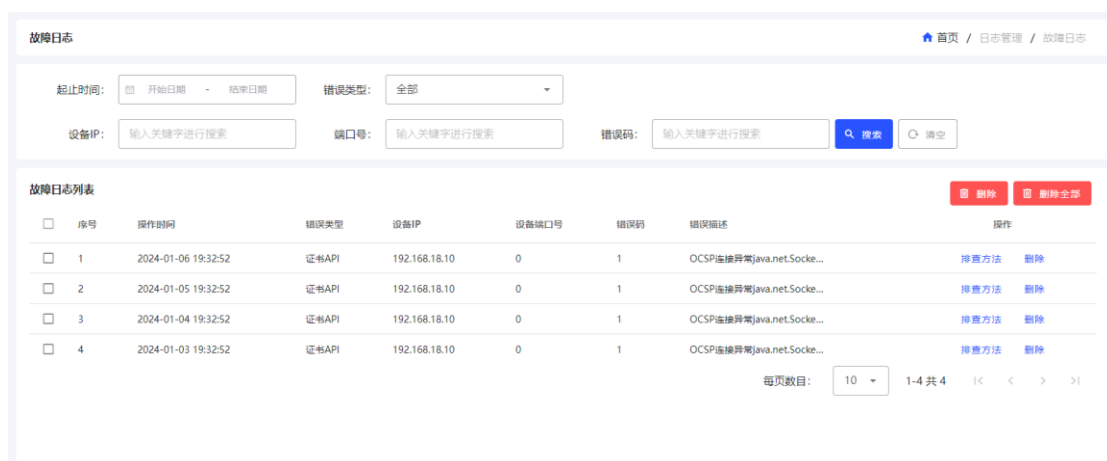 故障日志 首页 / 日志管理 / 故障日志
起止时间: 开始日期 - 结束日期 错误类型: 全部
设备IP: 输入关键字进行搜索 端口号: 输入关键字进行搜索 错误码: 输入关键字进行搜索 搜索 清空
故障日志列表 删除 删除全部
序号 操作时间 错误类型 设备IP 设备端口号 错误码 错误描述 操作
1 2024-01-06 19:32:52 证书API 192.168.18.10 0 1 OCSP连接异常java.net.Socke... 排查方法 删除
2 2024-01-05 19:32:52 证书API 192.168.18.10 0 1 OCSP连接异常java.net.Socke... 排查方法 删除
3 2024-01-04 19:32:52 证书API 192.168.18.10 0 1 OCSP连接异常java.net.Socke... 排查方法 删除
4 2024-01-03 19:32:52 证书API 192.168.18.10 0 1 OCSP连接异常java.net.Socke... 排查方法 删除
每页数目: 10 1-4 共 4